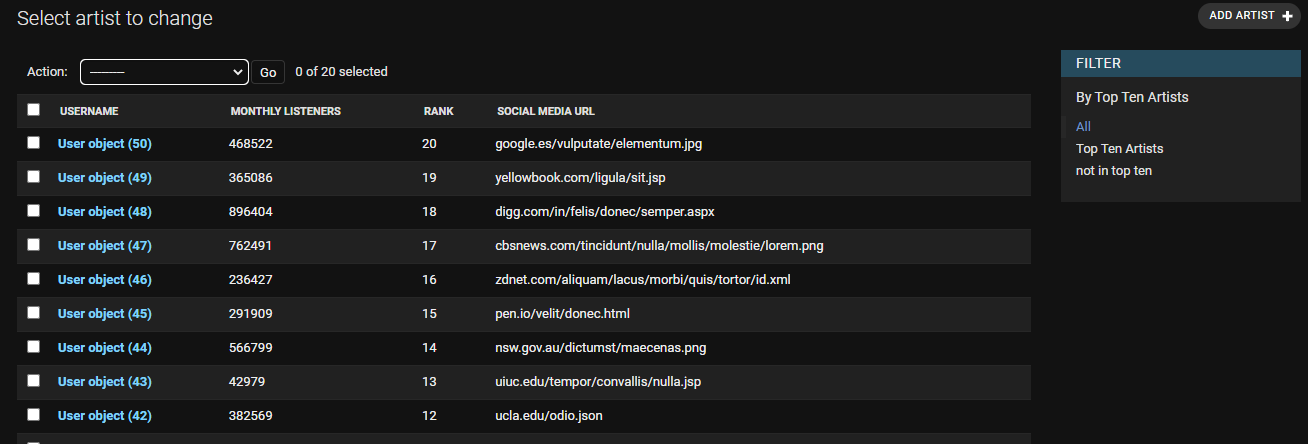 Select artist to change
ADD ARTIST +
Action: --------- Go 0 of 20 selected
FILTER
By Top Ten Artists
All
Top Ten Artists
not in top ten
USERNAME MONTHLY LISTENERS RANK SOCIAL MEDIA URL
User object (50) 468522 20 google.es/vulputate/elementum.jpg
User object (49) 365086 19 yellowbook.com/ligula/sit.jsp
User object (48) 896404 18 digg.com/in/felis/donec/semper.aspx
User object (47) 762491 17 cbsnews.com/tincidunt/nulla/mollis/molestie/lorem.png
User object (46) 236427 16 zdnet.com/aliquam/lacus/morbi/quis/tortor/id.xml
User object (45) 291909 15 pen.io/velit/donec.html
User object (44) 566799 14 nsw.gov.au/dictumst/maecenas.png
User object (43) 42979 13 uiuc.edu/tempor/convallis/nulla.jsp
User object (42) 382569 12 ucla.edu/odio.json